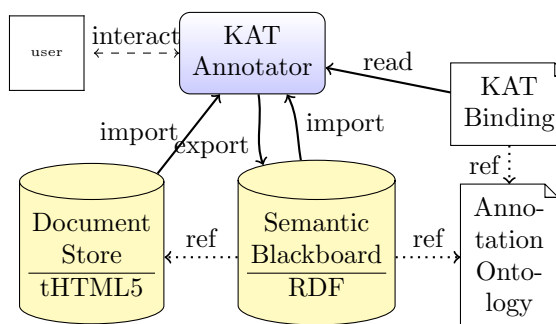 user
interact
KAT
Annotator
read
KAT
Binding
import
export
import
ref
Document
Store
tHTML5
ref
Semantic
Blackboard
RDF
ref
Anno-
tation
Onto-
logy